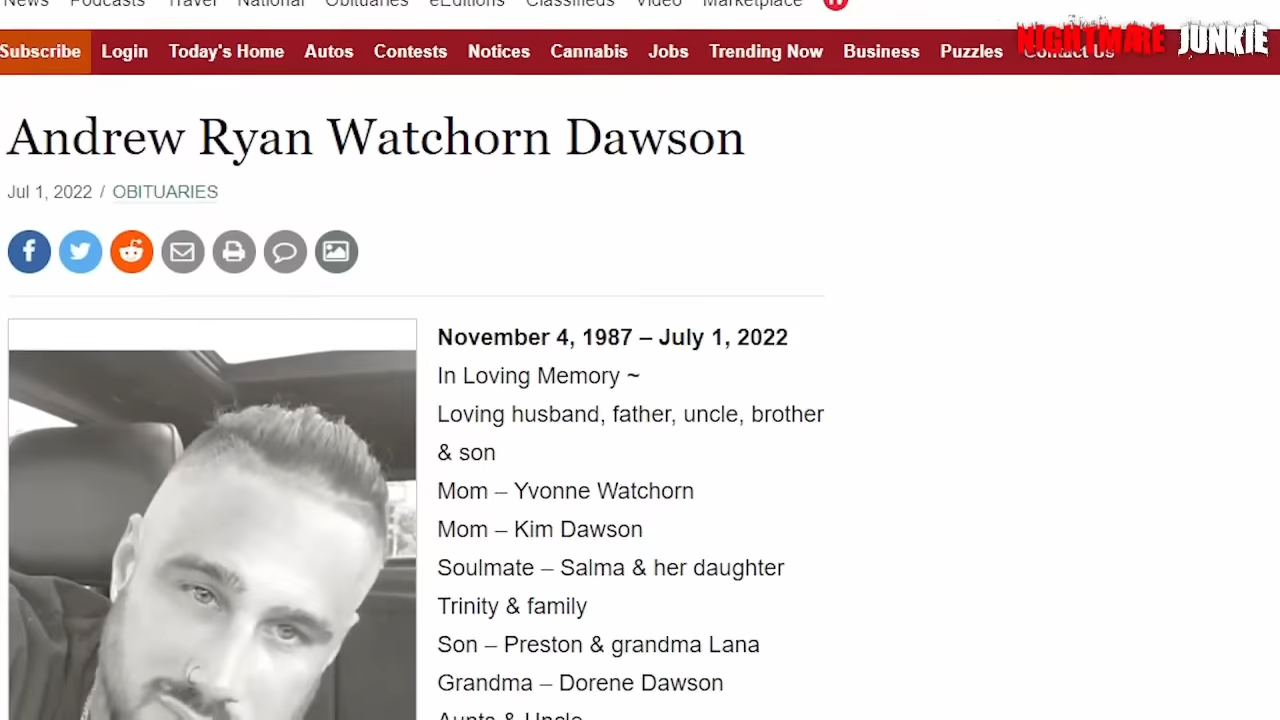 News Podcasts Travel National Obituaries eEditions Classifieds Video Marketplace
Subscribe Login Today's Home Autos Contests Notices Cannabis Jobs Trending Now Business Puzzles Contact Us
NIGHTMARE JUNKIE
Andrew Ryan Watchorn Dawson
Jul 1, 2022 / OBITUARIES
November 4, 1987 – July 1, 2022
In Loving Memory ~
Loving husband, father, uncle, brother
& son
Mom – Yvonne Watchorn
Mom – Kim Dawson
Soulmate – Salma & her daughter
Trinity & family
Son – Preston & grandma Lana
Grandma – Dorene Dawson
Aunts & Uncle